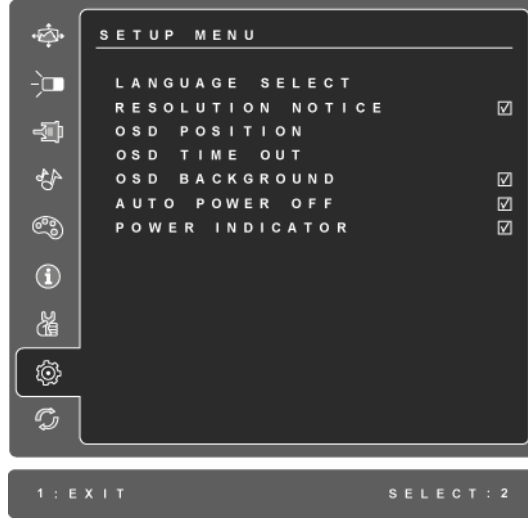 SETUP MENU
LANGUAGE SELECT
RESOLUTION NOTICE ☑
OSD POSITION
OSD TIME OUT
OSD BACKGROUND ☑
AUTO POWER OFF ☑
POWER INDICATOR ☑
1:EXIT SELECT:2